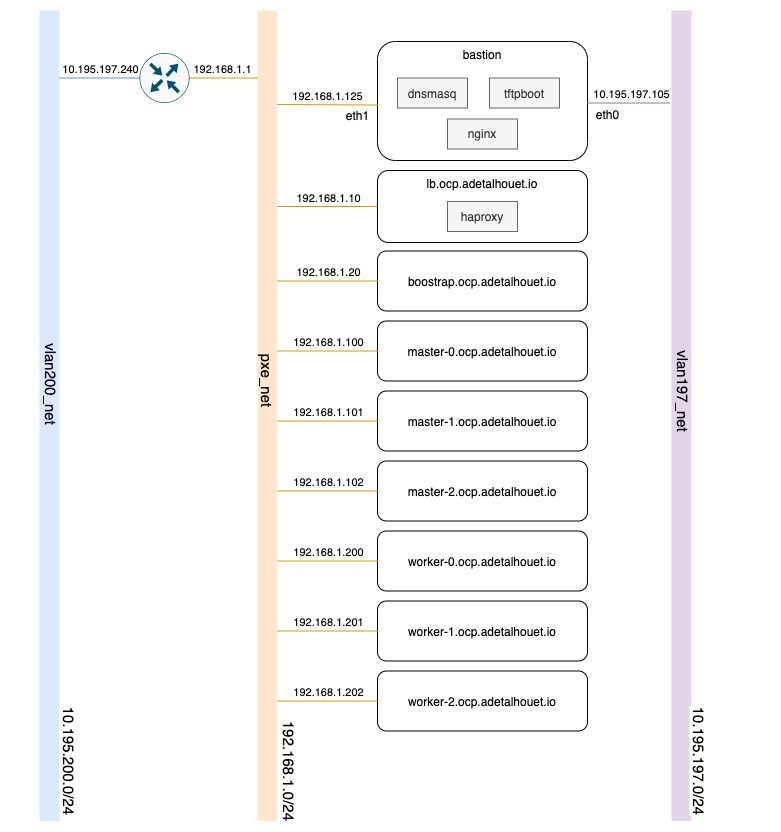 10.195.197.240
192.168.1.1
bastion
dnsmasq
tftpboot
nginx
192.168.1.125
eth1
10.195.197.105
eth0
lb.ocp.adetalhouet.io
haproxy
192.168.1.10
192.168.1.20
boostrap.ocp.adetalhouet.io
192.168.1.100
master-0.ocp.adetalhouet.io
192.168.1.101
master-1.ocp.adetalhouet.io
192.168.1.102
master-2.ocp.adetalhouet.io
192.168.1.200
worker-0.ocp.adetalhouet.io
192.168.1.201
worker-1.ocp.adetalhouet.io
192.168.1.202
worker-2.ocp.adetalhouet.io
vlan200_net
pxe_net
vlan197_net
10.195.200.0/24
192.168.1.0/24
10.195.197.0/24